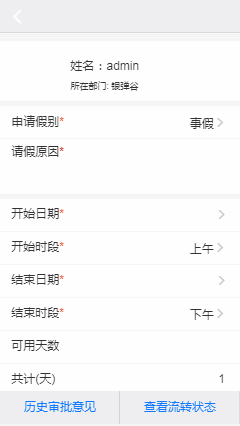 姓名：admin
所在部门: 银弹谷
申请假别* 事假
请假原因*
开始日期*
开始时段* 上午
结束日期*
结束时段* 下午
可用天数
共计(天) 1
历史审批意见 查看流转状态